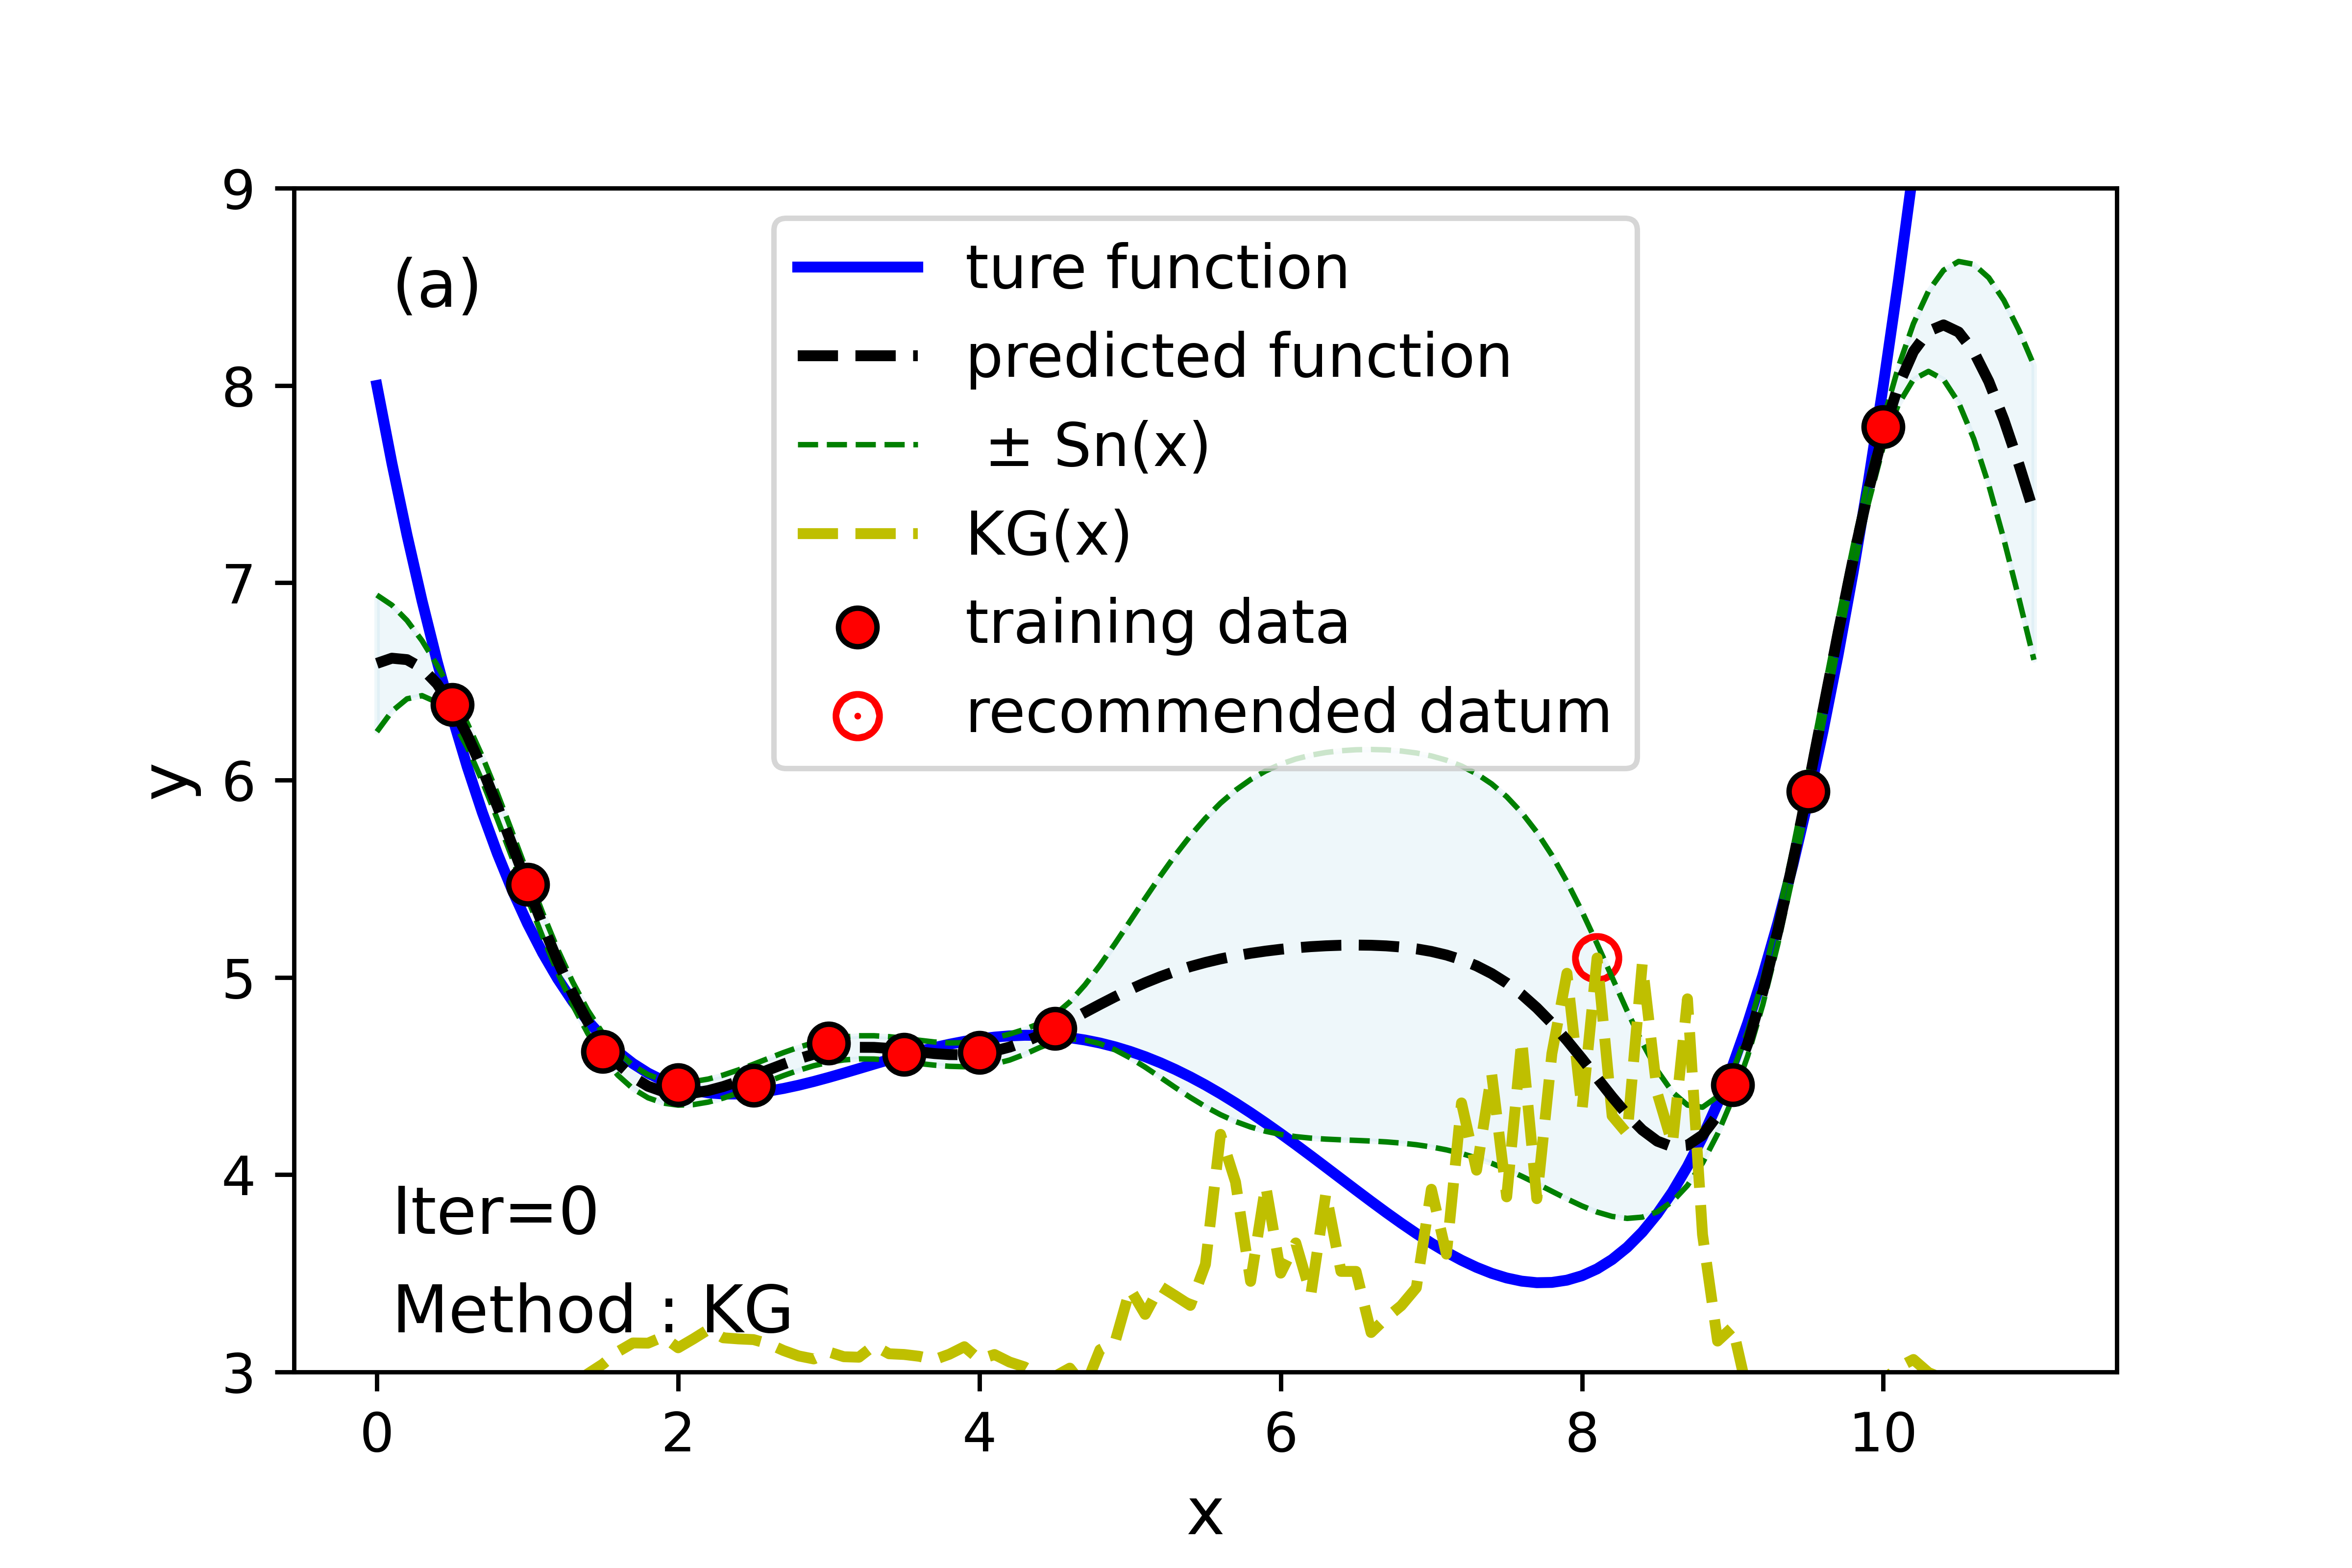 (a)
ture function
predicted function
± Sn(x)
KG(x)
training data
recommended datum
9
8
7
6
5
4
3
y
Iter=0
Method : KG
0 2 4 6 8 10
x